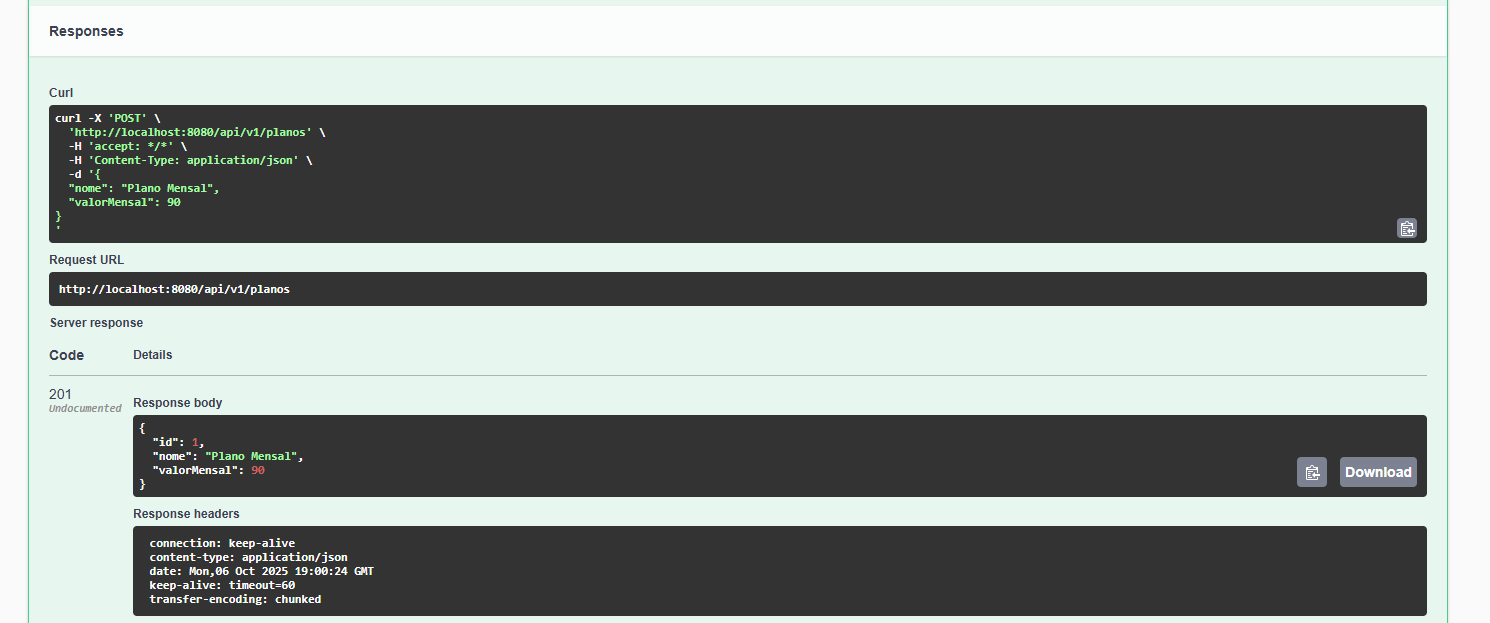 Responses
Curl
curl -X 'POST' \
  'http://localhost:8080/api/v1/planos' \
  -H 'accept: */*' \
  -H 'Content-Type: application/json' \
  -d '{
  "nome": "Plano Mensal",
  "valorMensal": 90
}
'
Request URL
http://localhost:8080/api/v1/planos
Server response
Code Details
201
Undocumented
Response body
{
  "id": 1,
  "nome": "Plano Mensal",
  "valorMensal": 90
}
Download
Response headers
connection: keep-alive
content-type: application/json
date: Mon,06 Oct 2025 19:00:24 GMT
keep-alive: timeout=60
transfer-encoding: chunked